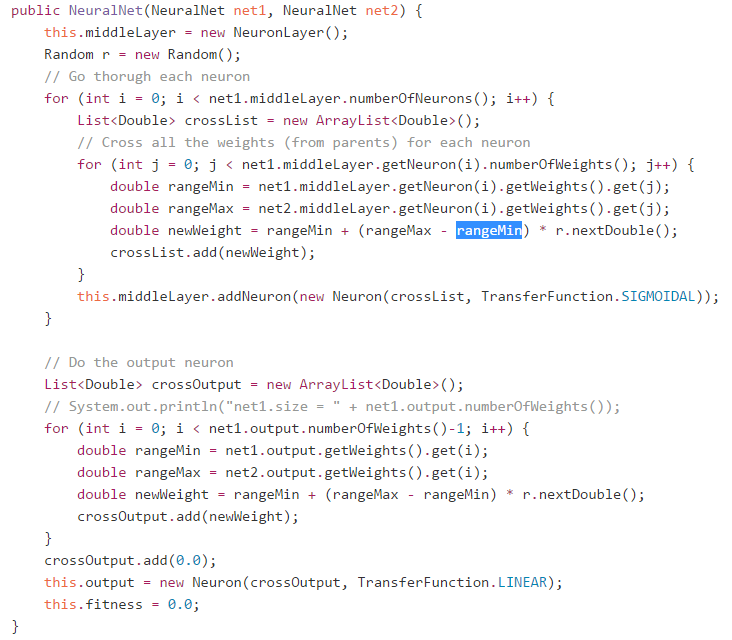 public NeuralNet(NeuralNet net1, NeuralNet net2) {
    this.middleLayer = new NeuronLayer();
    Random r = new Random();
    // Go thorugh each neuron
    for (int i = 0; i < net1.middleLayer.numberOfNeurons(); i++) {
        List<Double> crossList = new ArrayList<Double>();
        // Cross all the weights (from parents) for each neuron
        for (int j = 0; j < net1.middleLayer.getNeuron(i).numberOfWeights(); j++) {
            double rangeMin = net1.middleLayer.getNeuron(i).getWeights().get(j);
            double rangeMax = net2.middleLayer.getNeuron(i).getWeights().get(j);
            double newWeight = rangeMin + (rangeMax - rangeMin) * r.nextDouble();
            crossList.add(newWeight);
        }
        this.middleLayer.addNeuron(new Neuron(crossList, TransferFunction.SIGMOIDAL));
    }

    // Do the output neuron
    List<Double> crossOutput = new ArrayList<Double>();
    // System.out.println("net1.size = " + net1.output.numberOfWeights());
    for (int i = 0; i < net1.output.numberOfWeights()-1; i++) {
        double rangeMin = net1.output.getWeights().get(i);
        double rangeMax = net2.output.getWeights().get(i);
        double newWeight = rangeMin + (rangeMax - rangeMin) * r.nextDouble();
        crossOutput.add(newWeight);
    }
    crossOutput.add(0.0);
    this.output = new Neuron(crossOutput, TransferFunction.LINEAR);
    this.fitness = 0.0;
}